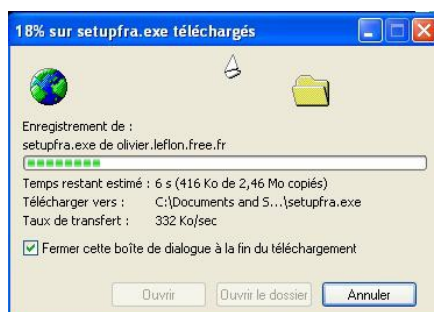 18% sur setupfra.exe téléchargés
Enregistrement de :
setupfra.exe de olivier.leflon.free.fr
Temps restant estimé : 6 s (416 Ko de 2,46 Mo copiés)
Télécharger vers : C:\Documents and S...\setupfra.exe
Taux de transfert : 332 Ko/sec
Fermer cette boîte de dialogue à la fin du téléchargement
Ouvrir Ouvrir le dossier Annuler